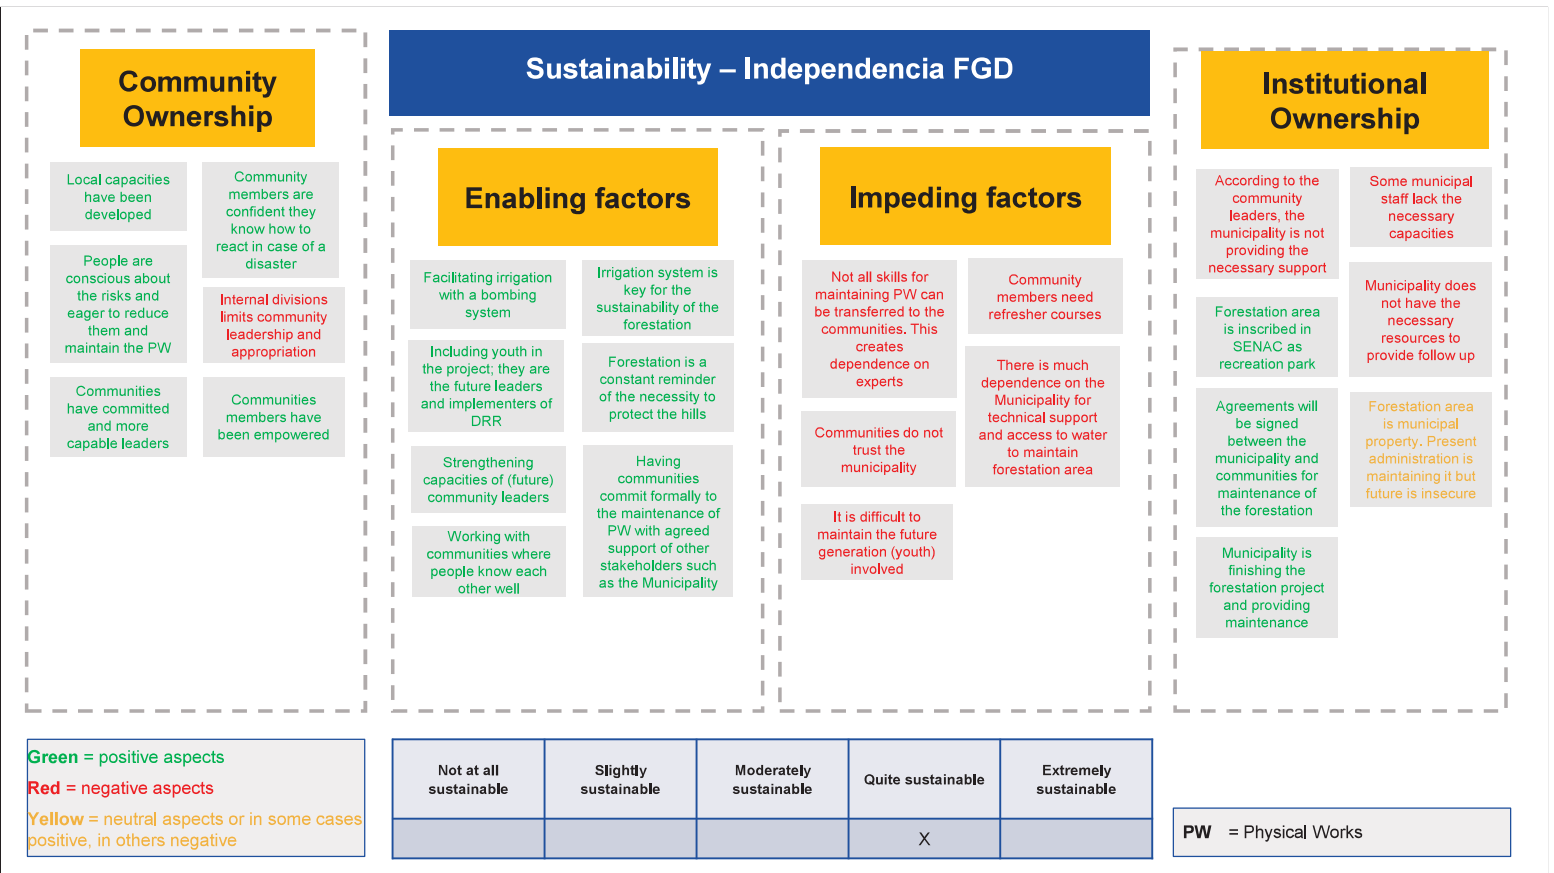 Community
Ownership
Local capacities
have been
developed
Community
members are
confident they
know how to
react in case of a
disaster
People are
conscious about
the risks and
eager to reduce
them and
maintain the PW
Internal divisions
limits community
leadership and
appropriation
Communities
have committed
and more
capable leaders
Communities
members have
been empowered
Sustainability – Independencia FGD
Enabling factors
Facilitating irrigation
with a bombing
system
Irrigation system is
key for the
sustainability of the
forestation
Including youth in
the project; they are
the future leaders
and implementers of
DRR
Forestation is a
constant reminder
of the necessity to
protect the hills
Strengthening
capacities of (future)
community leaders
Having
communities
commit formally to
the maintenance of
PW with agreed
support of other
stakeholders such
as the Municipality
Working with
communities where
people know each
other well
Impeding factors
Not all skills for
maintaining PW can
be transferred to the
communities. This
creates
dependence on
experts
Community
members need
refresher courses
There is much
dependence on the
Municipality for
technical support
and access to water
to maintain
forestation area
Communities do not
trust the
municipality
It is difficult to
maintain the future
generation (youth)
involved
Institutional
Ownership
According to the
community
leaders, the
municipality is not
providing the
necessary support
Some municipal
staff lack the
necessary
capacities
Forestation area
is inscribed in
SENAC as
recreation park
Municipality does
not have the
necessary
resources to
provide follow up
Agreements will
be signed
between the
municipality and
communities for
maintenance of
the forestation
Forestation area
is municipal
property. Present
administration is
maintaining it but
future is insecure
Municipality is
finishing the
forestation project
and providing
maintenance
Green = positive aspects
Red = negative aspects
Yellow = neutral aspects or in some cases
positive, in others negative
Not at all
sustainable
Slightly
sustainable
Moderately
sustainable
Quite sustainable
Extremely
sustainable
X
PW = Physical Works